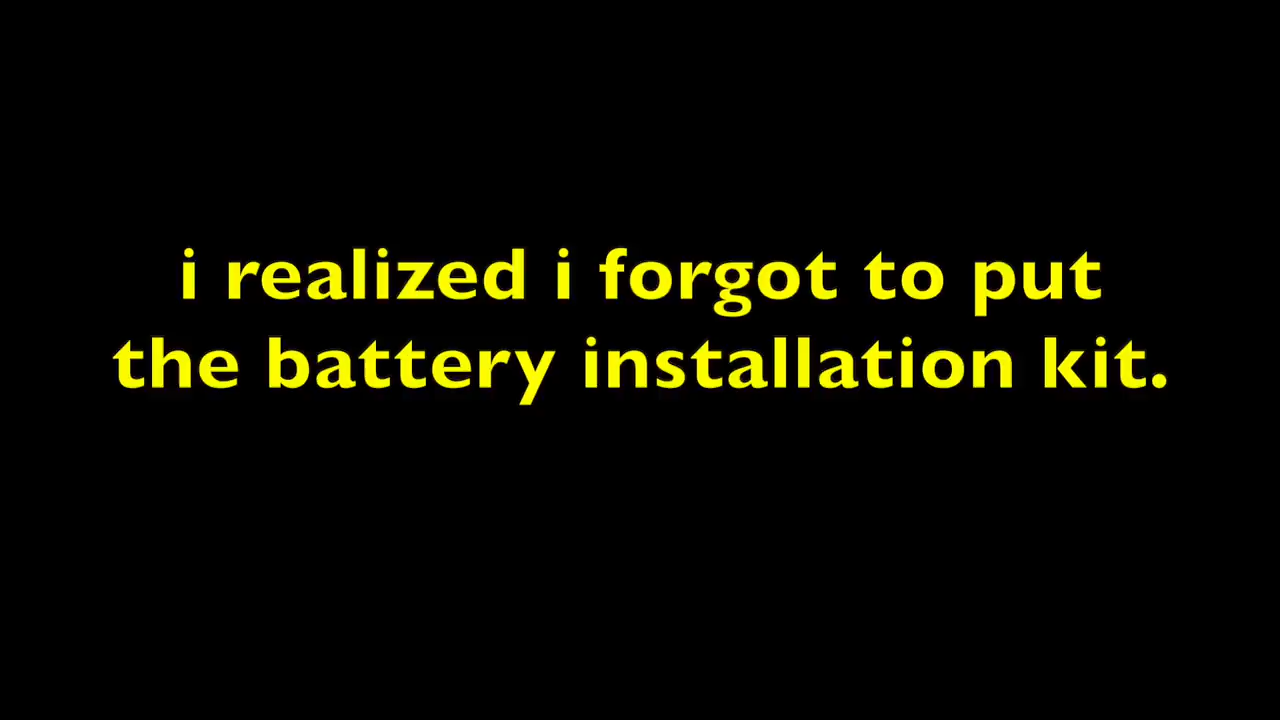 i realized i forgot to put
the battery installation kit.